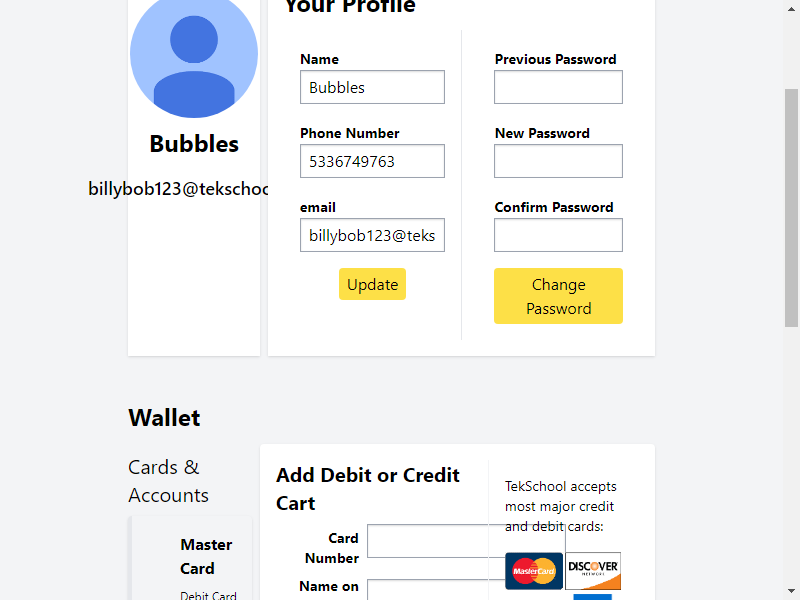 Your Profile
Bubbles
billybob123@tekschoo
Name
Bubbles
Phone Number
5336749763
email
billybob123@teks
Update
Previous Password
New Password
Confirm Password
Change
Password
Wallet
Cards &
Accounts
Master
Card
Debit Card
Add Debit or Credit
Cart
Card
Number
Name on
TekSchool accepts
most major credit
and debit cards:
MasterCard
DISCOVER
NETWORK